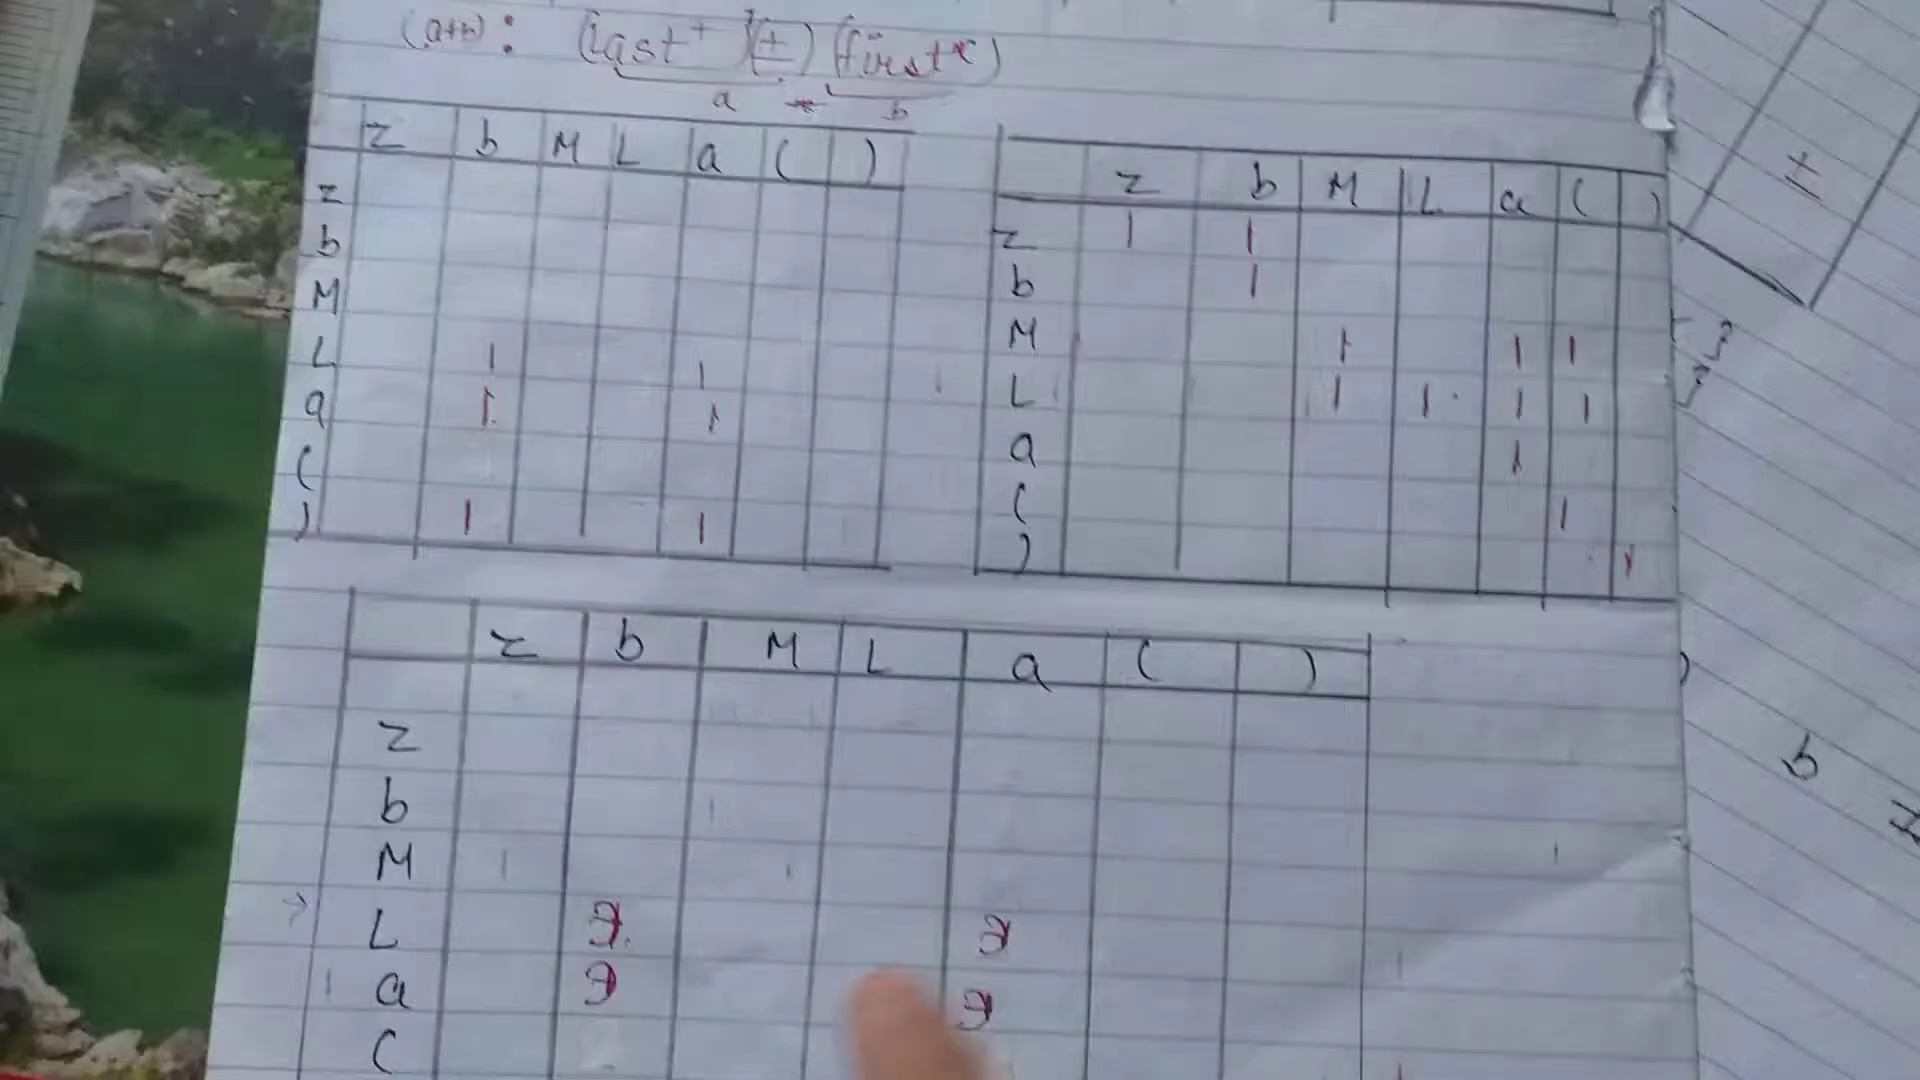 (a+b) : (last⁺)(±)(first*)
a * b
z b M L a ( )
z
b
M
L 1 1
a 1 1
(
) 1 1
z b M L a ( )
z 1 1
b 1
M 1 1 1
L 1 1 1 1
a 1
( 1
) 1
z b M L a ( )
z
b
M
L
a
(
±
b